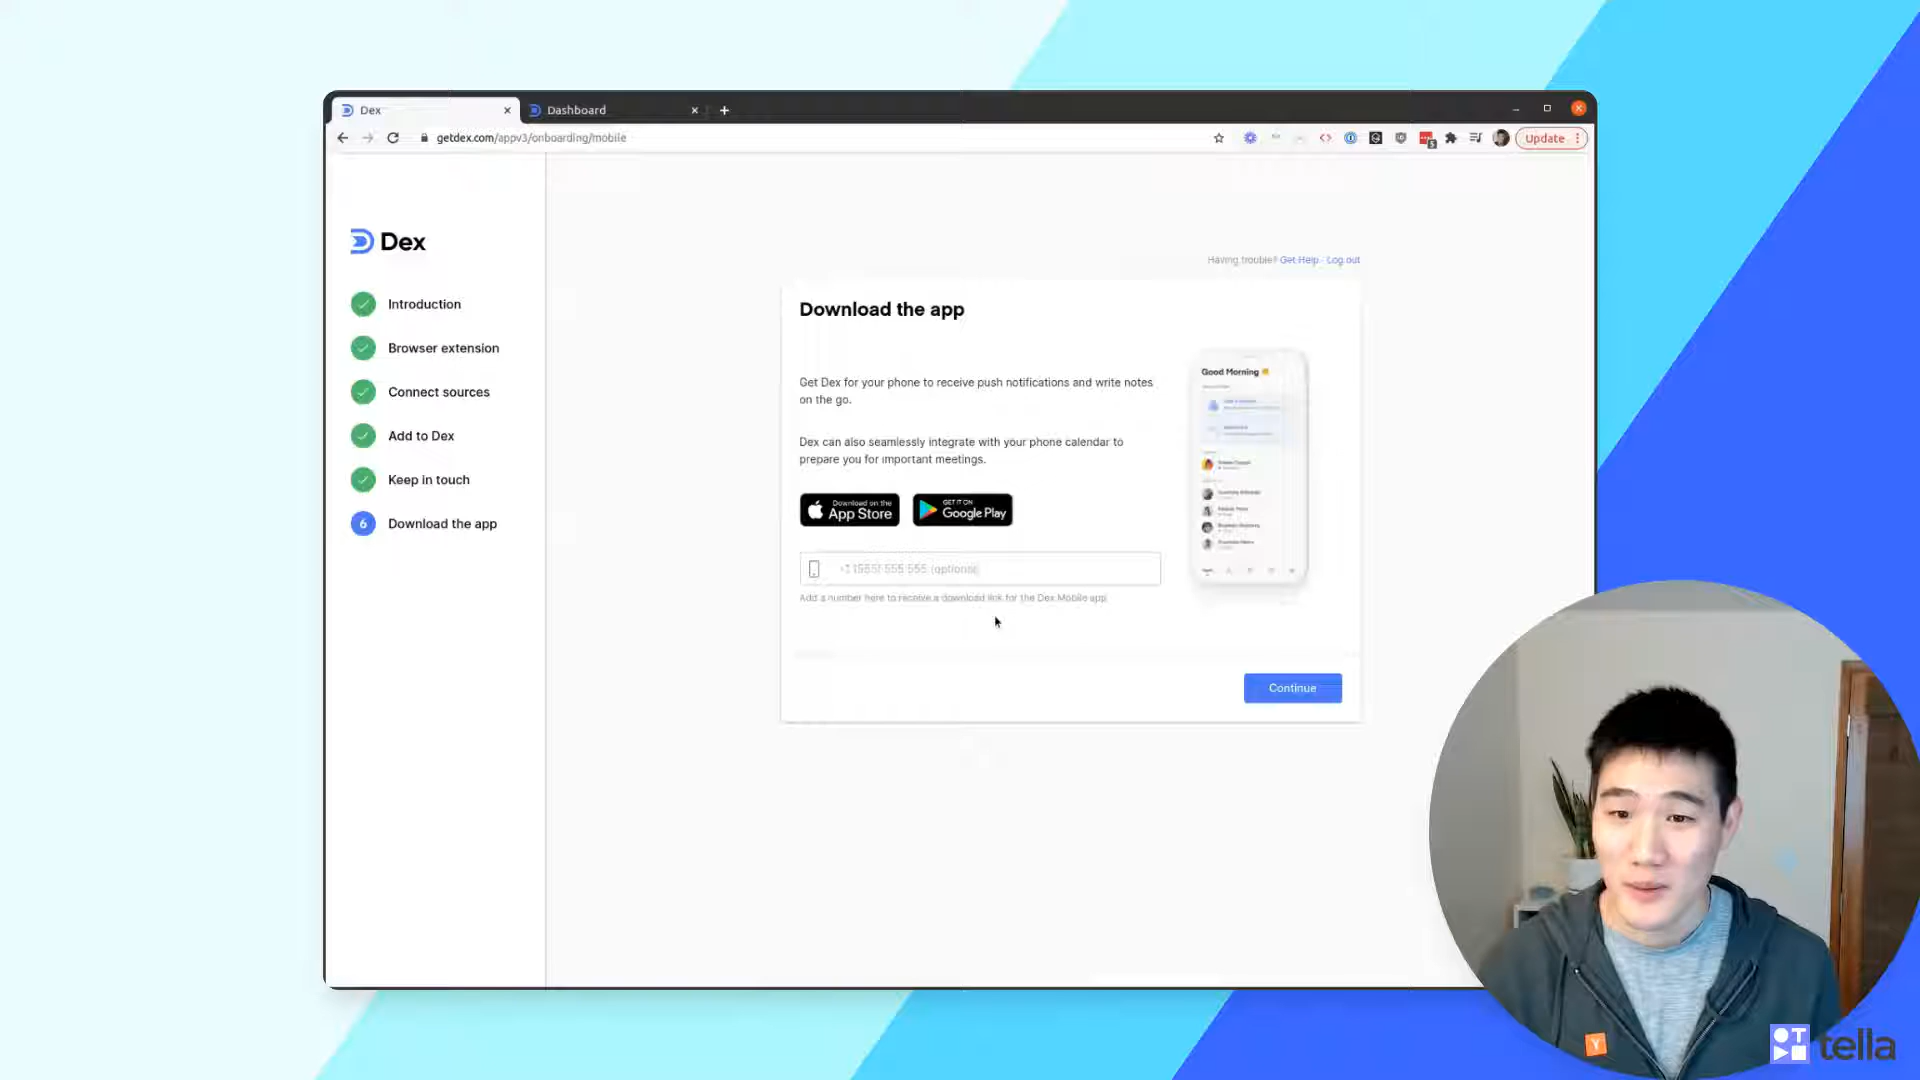 Dex
Dashboard
getdex.com/appv3/onboarding/mobile
Update
5
Dex
Introduction
Browser extension
Connect sources
Add to Dex
Keep in touch
6
Download the app
Having trouble? Get Help · Log out
Download the app
Get Dex for your phone to receive push notifications and write notes
on the go.
Dex can also seamlessly integrate with your phone calendar to
prepare you for important meetings.
Download on the
App Store
GET IT ON
Google Play
+1 (555) 555 555 (optional)
Add a number here to receive a download link for the Dex Mobile app
Good Morning
Continue
Y
tella